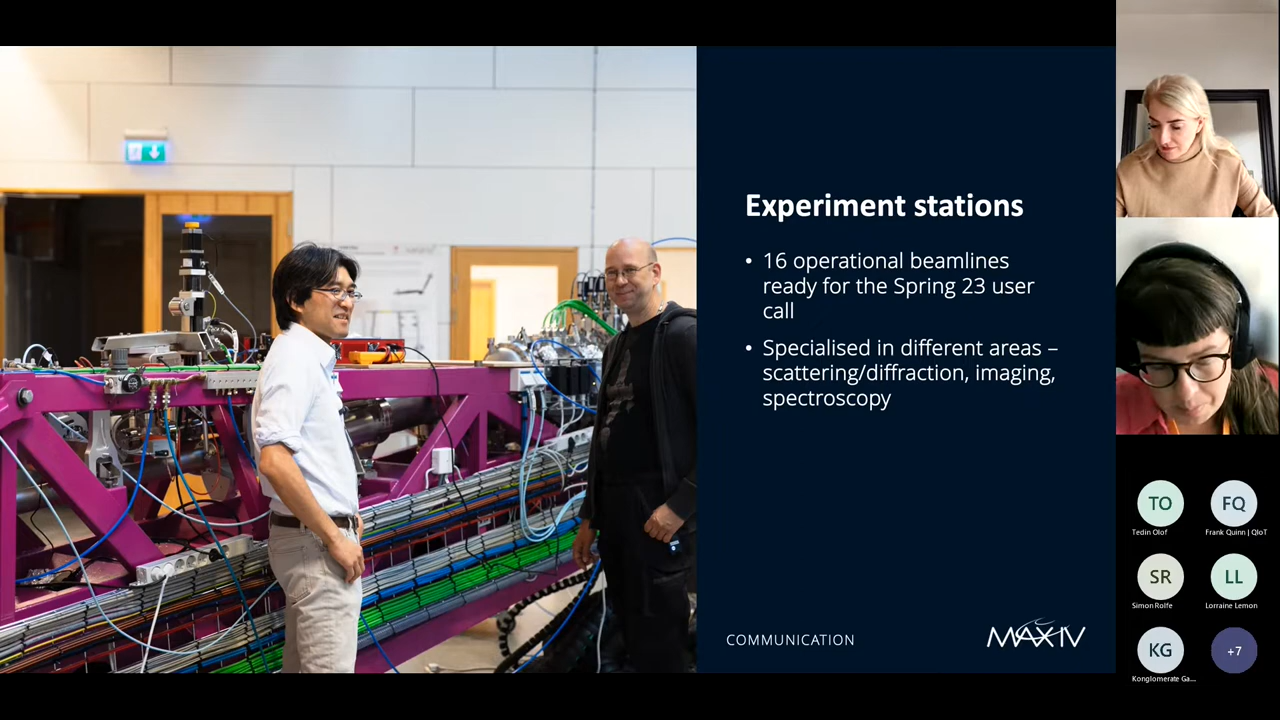 Experiment stations
• 16 operational beamlines
ready for the Spring 23 user
call
• Specialised in different areas –
scattering/diffraction, imaging,
spectroscopy
COMMUNICATION
MAX IV
TO
FQ
Tedin Olof
Frank Quinn | QIoT
SR
LL
Simon Rolfe
Lorraine Lemon
KG
+7
Konglomerate Ga...